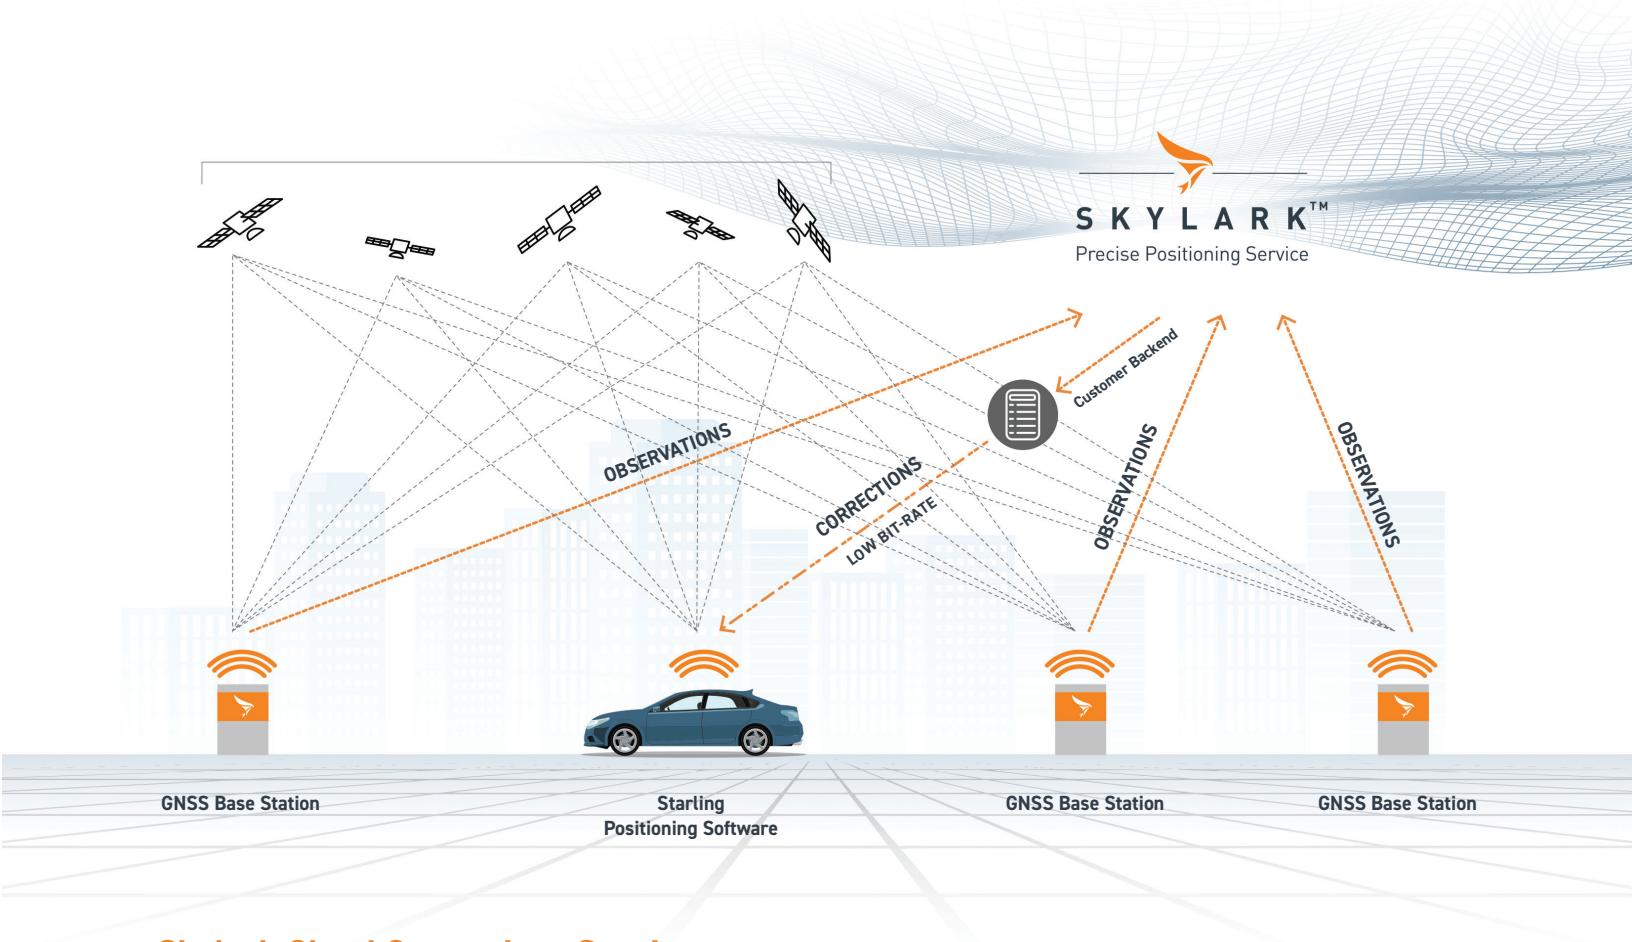 SKYLARK™
Precise Positioning Service
Customer Backend
OBSERVATIONS
CORRECTIONS
LOW BIT-RATE
OBSERVATIONS
OBSERVATIONS
GNSS Base Station
Starling
Positioning Software
GNSS Base Station
GNSS Base Station